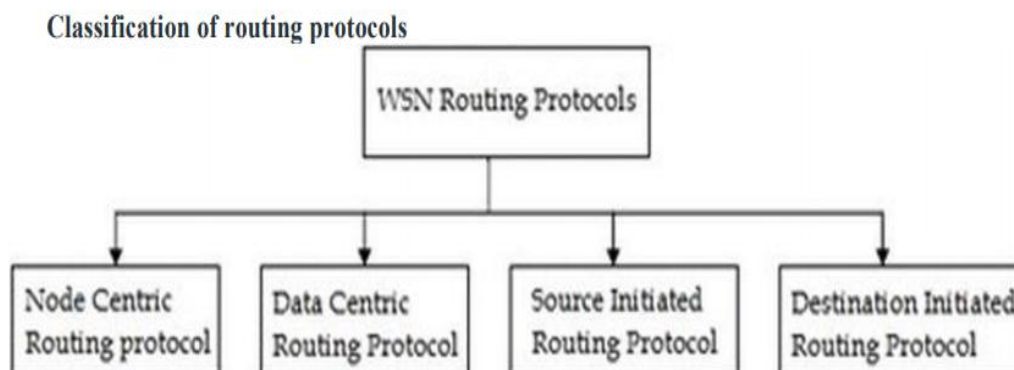 Classification of routing protocols
WSN Routing Protocols
Node Centric
Routing protocol
Data Centric
Routing Protocol
Source Initiated
Routing Protocol
Destination Initiated
Routing Protocol